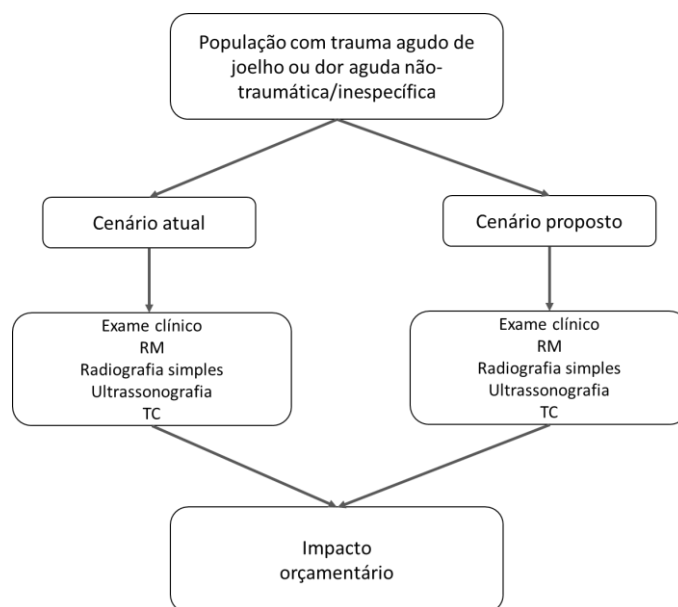 População com trauma agudo de
joelho ou dor aguda não-
traumática/inespecífica
Cenário atual
Cenário proposto
Exame clínico
RM
Radiografia simples
Ultrassonografia
TC
Exame clínico
RM
Radiografia simples
Ultrassonografia
TC
Impacto
orçamentário